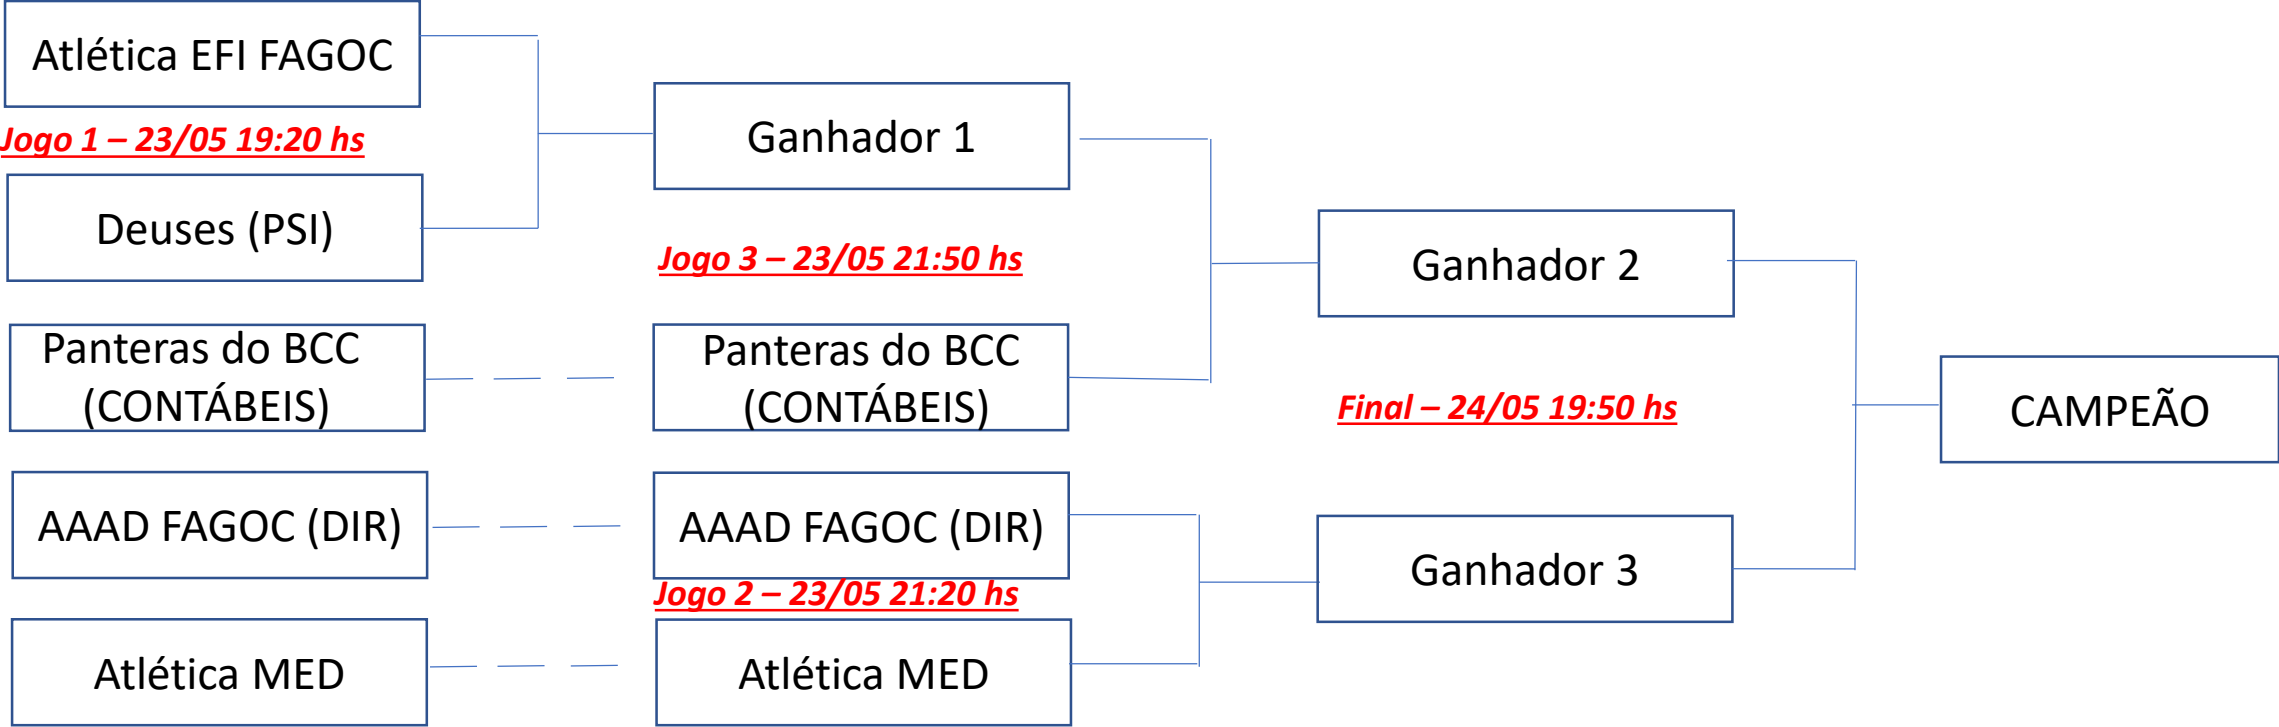 Atlética EFI FAGOC
Jogo 1 – 23/05 19:20 hs
Deuses (PSI)
Panteras do BCC
(CONTÁBEIS)
AAAD FAGOC (DIR)
Atlética MED
Ganhador 1
Jogo 3 – 23/05 21:50 hs
Panteras do BCC
(CONTÁBEIS)
AAAD FAGOC (DIR)
Jogo 2 – 23/05 21:20 hs
Atlética MED
Ganhador 2
Final – 24/05 19:50 hs
Ganhador 3
CAMPEÃO